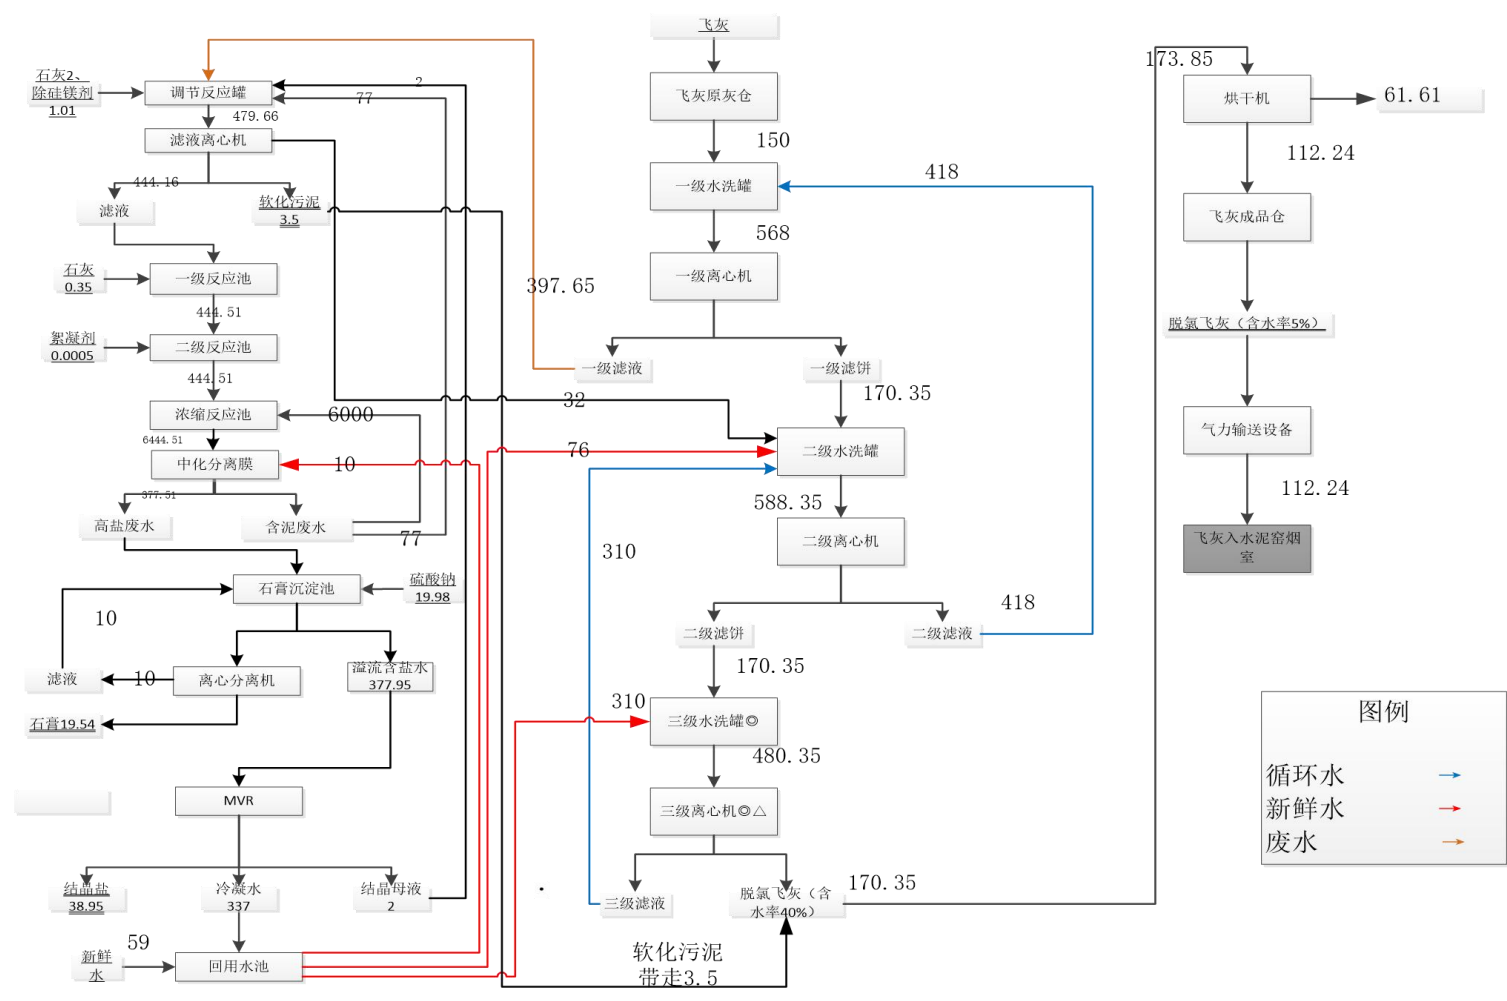 飞灰
飞灰原灰仓
150
一级水洗罐
418
568
一级离心机
397.65
一级滤液
一级滤饼
170.35
32
二级水洗罐
76
588.35
二级离心机
310
418
二级滤饼
二级滤液
170.35
310
三级水洗罐◎
480.35
三级离心机◎△
三级滤液
脱氯飞灰（含
水率40%）
170.35
软化污泥
带走3.5
石灰2、
除硅镁剂
1.01
调节反应罐
2
77
479.66
滤液离心机
444.16
滤液
软化污泥
3.5
石灰
0.35
一级反应池
444.51
絮凝剂
0.0005
二级反应池
444.51
浓缩反应池
6000
6444.51
中化分离膜
10
377.51
高盐废水
含泥废水
77
石膏沉淀池
硫酸钠
19.98
10
滤液
10
离心分离机
溢流含盐水
377.95
石膏19.54
MVR
结晶盐
38.95
冷凝水
337
结晶母液
2
新鲜
水
59
回用水池
173.85
烘干机
61.61
112.24
飞灰成品仓
脱氯飞灰（含水率5%）
气力输送设备
112.24
飞灰入水泥窑烟
室
图例
循环水
新鲜水
废水